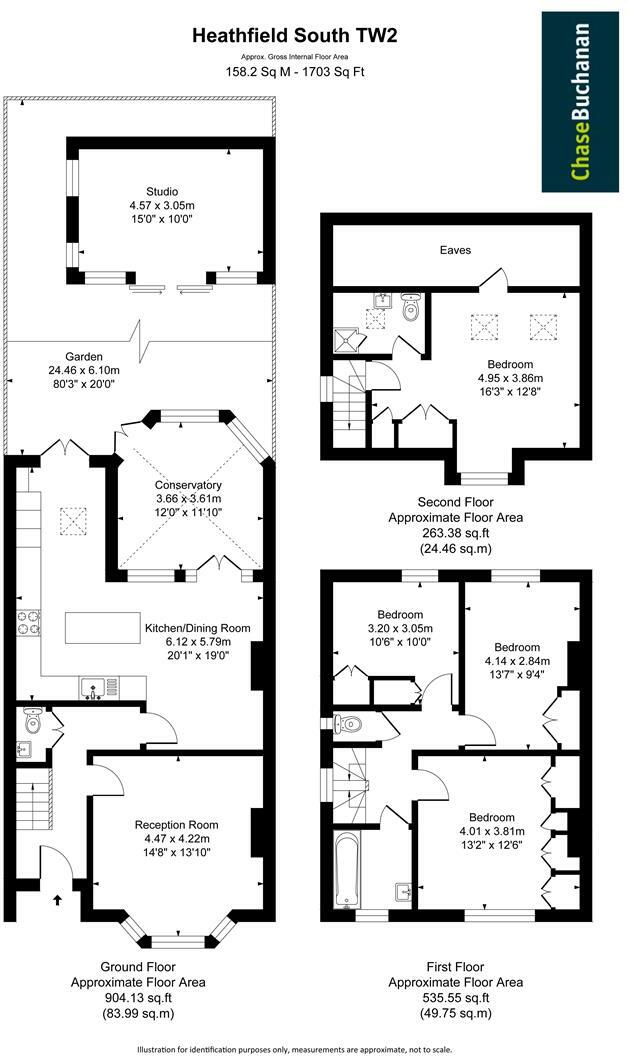 Heathfield South TW2
Approx. Gross Internal Floor Area
158.2 Sq M - 1703 Sq Ft
ChaseBuchanan
Studio
4.57 x 3.05m
15'0" x 10'0"
Garden
24.46 x 6.10m
80'3" x 20'0"
Conservatory
3.66 x 3.61m
12'0" x 11'10"
Kitchen/Dining Room
6.12 x 5.79m
20'1" x 19'0"
Reception Room
4.47 x 4.22m
14'8" x 13'10"
Ground Floor
Approximate Floor Area
904.13 sq.ft
(83.99 sq.m)
Eaves
Bedroom
4.95 x 3.86m
16'3" x 12'8"
Second Floor
Approximate Floor Area
263.38 sq.ft
(24.46 sq.m)
Bedroom
3.20 x 3.05m
10'6" x 10'0"
Bedroom
4.14 x 2.84m
13'7" x 9'4"
Bedroom
4.01 x 3.81m
13'2" x 12'6"
First Floor
Approximate Floor Area
535.55 sq.ft
(49.75 sq.m)
Illustration for identification purposes only, measurements are approximate, not to scale.